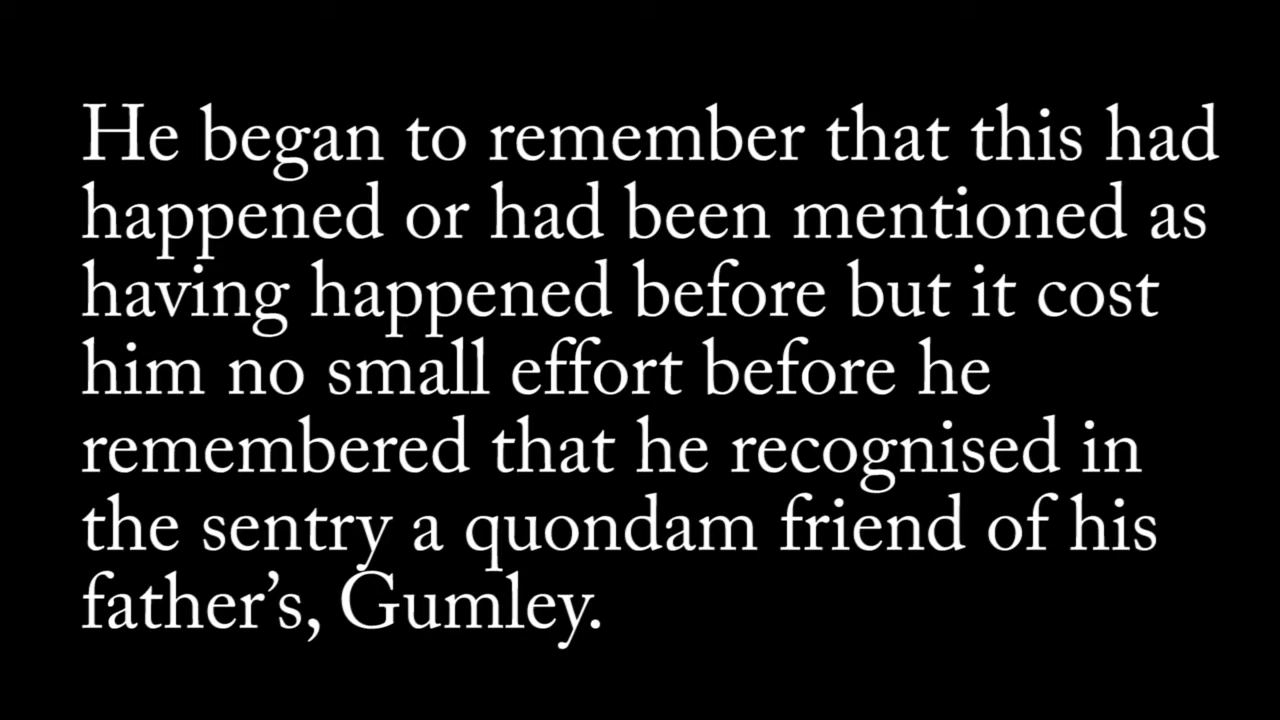 He began to remember that this had
happened or had been mentioned as
having happened before but it cost
him no small effort before he
remembered that he recognised in
the sentry a quondam friend of his
father’s, Gumley.